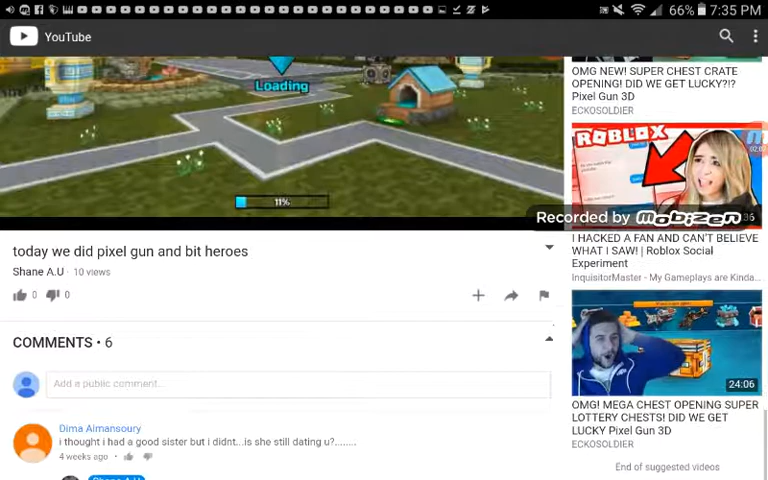 66% 7:35 PM
YouTube
Loading
11%
Recorded by mobizen
today we did pixel gun and bit heroes
Shane A.U · 10 views
0 0
COMMENTS • 6
Add a public comment...
Dima Almansoury
i thought i had a good sister but i didnt...is she still dating u?........
4 weeks ago
Shane A.U
OMG NEW! SUPER CHEST CRATE
OPENING! DID WE GET LUCKY?!?
Pixel Gun 3D
ECKOSOLDIER
ROBLOX
I HACKED A FAN AND CAN'T BELIEVE
WHAT I SAW! | Roblox Social
Experiment
InquisitorMaster - My Gameplays are Kinda...
24:06
OMG! MEGA CHEST OPENING SUPER
LOTTERY CHESTS! DID WE GET
LUCKY Pixel Gun 3D
ECKOSOLDIER
End of suggested videos